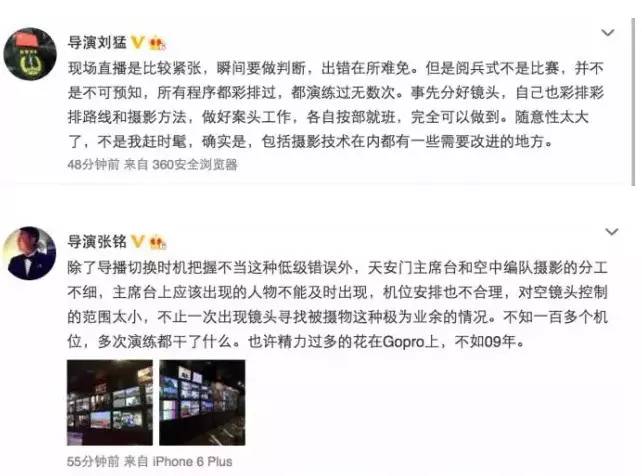 导演刘猛
现场直播是比较紧张，瞬间要做判断，出错在所难免。但是阅兵式不是比赛，并不
是不可预知，所有程序都彩排过，都演练过无数次。事先分好镜头，自己也彩排彩
排路线和摄影方法，做好案头工作，各自按部就班，完全可以做到。随意性太大
了，不是我赶时髦，确实是，包括摄影技术在内都有一些需要改进的地方。
48分钟前 来自 360安全浏览器
导演张铭
除了导播切换时机把握不当这种低级错误外，天安门主席台和空中编队摄影的分工
不细，主席台上应该出现的人物不能及时出现，机位安排也不合理，对空镜头控制
的范围太小，不止一次出现镜头寻找被摄物这种极为业余的情况。不知一百多个机
位，多次演练都干了什么。也许精力过多的花在Gopro上，不如09年。
55分钟前 来自 iPhone 6 Plus